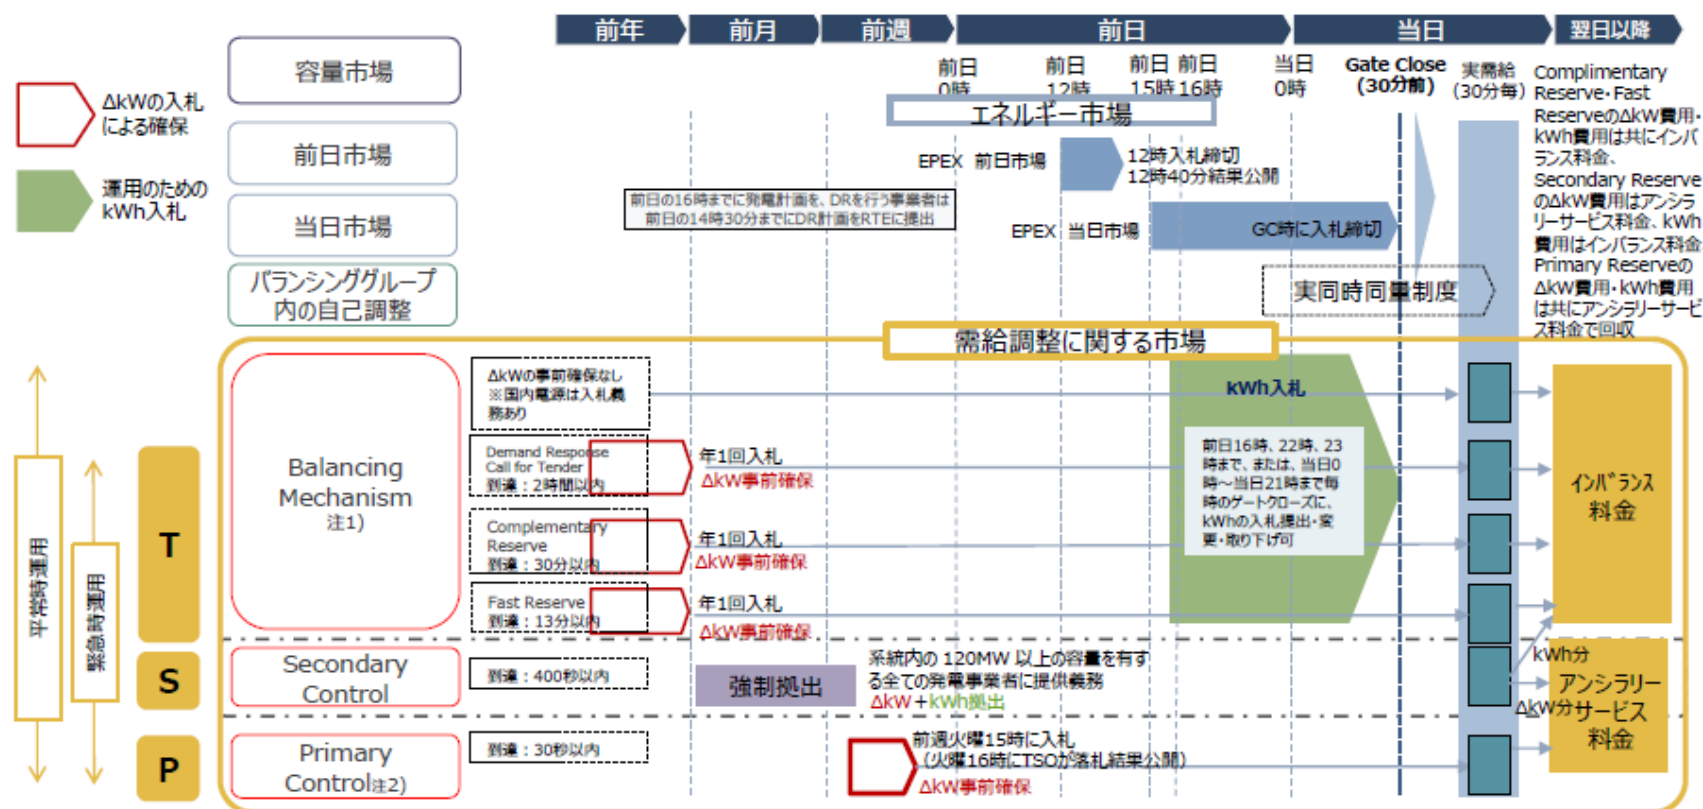 前年
前月
前週
前日
当日
翌日以降
ΔkWの入札
による確保
運用のための
kWh入札
容量市場
前日市場
当日市場
バランシンググループ
内の自己調整
前日
0時
前日
12時
前日
15時
前日
16時
当日
0時
Gate Close
(30分前)
実需給
(30分毎)
エネルギー市場
EPEX 前日市場
12時入札締切
12時40分結果公開
前日の16時までに発電計画を、DRを行う事業者は
前日の14時30分までにDR計画をRTEに提出
EPEX 当日市場
GC時に入札締切
実同時同量制度
Complimentary
Reserve・Fast
ReserveのΔkW費用・
kWh費用は共にインバ
ランス料金、
Secondary Reserve
のΔkW費用はアンシラ
リーサービス料金、kWh
費用はインバランス料金
Primary Reserveの
ΔkW費用・kWh費用
は共にアンシラリーサービ
ス料金で回収
需給調整に関する市場
平常時運用
緊急時運用
T
S
P
Balancing
Mechanism
注1)
ΔkWの事前確保なし
※国内電源は入札義
務あり
Demand Response
Call for Tender
到達：2時間以内
年1回入札
ΔkW事前確保
Complementary
Reserve
到達：30分以内
年1回入札
ΔkW事前確保
Fast Reserve
到達：13分以内
年1回入札
ΔkW事前確保
kWh入札
前日16時、22時、23
時まで、または、当日0
時～当日21時まで毎
時のゲートクローズに、
kWhの入札提出・変
更・取り下げ可
インバランス
料金
Secondary
Control
到達：400秒以内
強制拠出
系統内の 120MW 以上の容量を有す
る全ての発電事業者に提供義務
ΔkW＋kWh拠出
kWh分
ΔkW分
アンシラリー
サービス
料金
Primary
Control注2)
到達：30秒以内
前週火曜15時に入札
（火曜16時にTSOが落札結果公開）
ΔkW事前確保